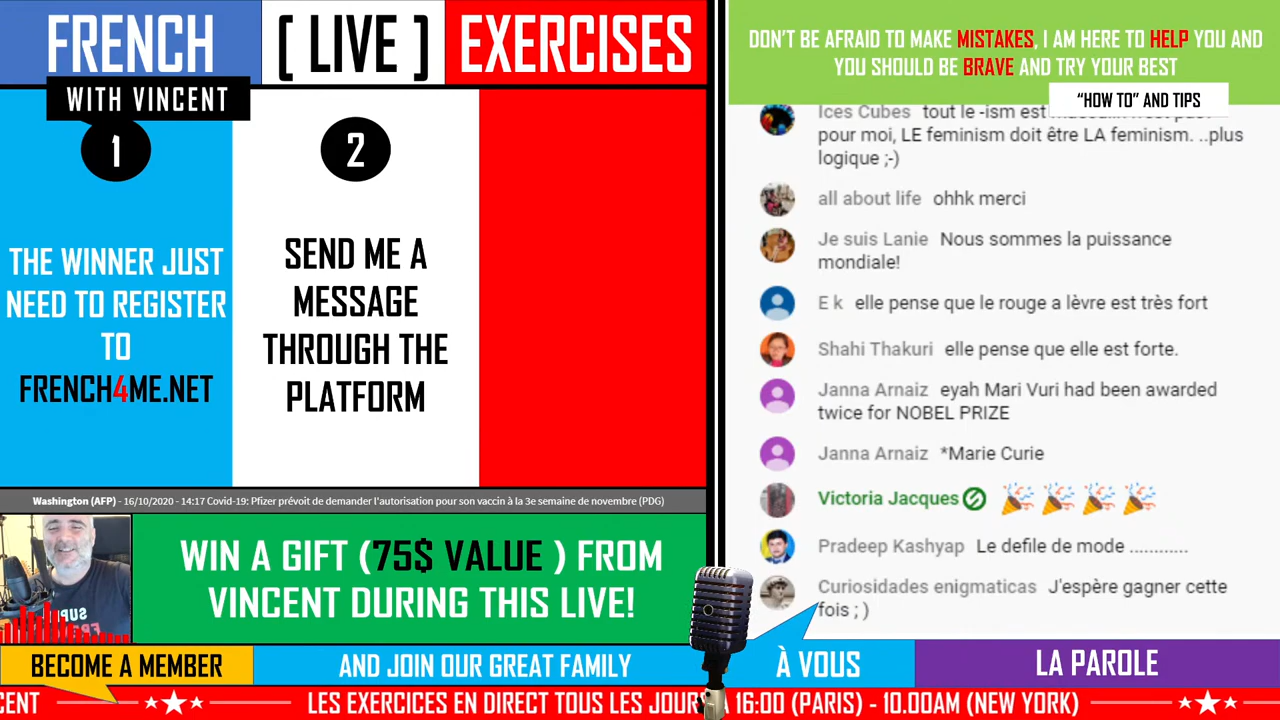 FRENCH
[ LIVE ]
EXERCISES
WITH VINCENT
1
THE WINNER JUST
NEED TO REGISTER
TO
FRENCH4ME.NET
2
SEND ME A
MESSAGE
THROUGH THE
PLATFORM
Washington (AFP) - 16/10/2020 - 14:17 Covid-19: Pfizer prévoit de demander l'autorisation pour son vaccin à la 3e semaine de novembre (PDG)
WIN A GIFT (75$ VALUE ) FROM
VINCENT DURING THIS LIVE!
BECOME A MEMBER
AND JOIN OUR GREAT FAMILY
DON'T BE AFRAID TO MAKE MISTAKES, I AM HERE TO HELP YOU AND
YOU SHOULD BE BRAVE AND TRY YOUR BEST
"HOW TO" AND TIPS
Ices Cubes tout le -ism est
pour moi, LE feminism doit être LA feminism. ..plus
logique ;-)
all about life ohhk merci
Je suis Lanie Nous sommes la puissance
mondiale!
E k elle pense que le rouge a lèvre est très fort
Shahi Thakuri elle pense que elle est forte.
Janna Arnaiz eyah Mari Vuri had been awarded
twice for NOBEL PRIZE
Janna Arnaiz *Marie Curie
Victoria Jacques
Pradeep Kashyap Le defile de mode ............
Curiosidades enigmaticas J'espère gagner cette
fois ; )
À VOUS
LA PAROLE
CENT
LES EXERCICES EN DIRECT TOUS LES JOUR À 16:00 (PARIS) - 10.00AM (NEW YORK)